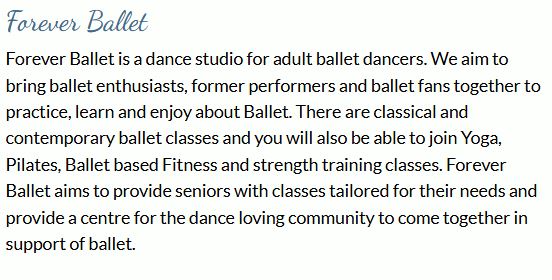 Forever Ballet
Forever Ballet is a dance studio for adult ballet dancers. We aim to
bring ballet enthusiasts, former performers and ballet fans together to
practice, learn and enjoy about Ballet. There are classical and
contemporary ballet classes and you will also be able to join Yoga,
Pilates, Ballet based Fitness and strength training classes. Forever
Ballet aims to provide seniors with classes tailored for their needs and
provide a centre for the dance loving community to come together in
support of ballet.